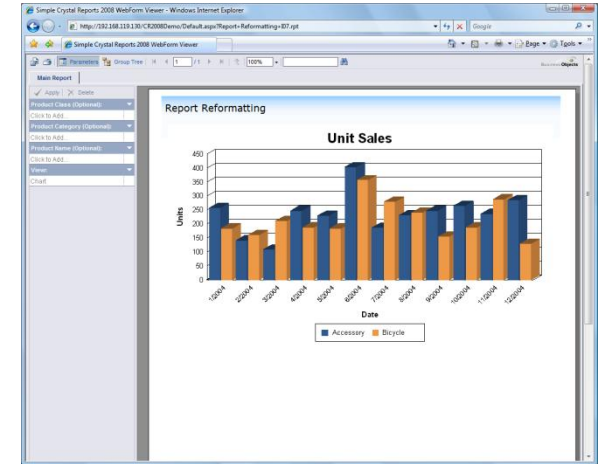 Simple Crystal Reports 2008 WebForm Viewer - Windows Internet Explorer
http://192.168.119.130/CR2008Demo/Default.aspx?Report=Reformatting+ID7.rpt
Google
Simple Crystal Reports 2008 WebForm Viewer
Page Tools
Parameters Group Tree 1 /1 100%
Business Objects
Main Report
Apply Delete
Product Class (Optional):
Click to Add...
Product Category (Optional):
Click to Add...
Product Name (Optional):
Click to Add...
View:
Chart
Report Reformatting
Unit Sales
Units
450
400
350
300
250
200
150
100
50
0
1/2004 2/2004 3/2004 4/2004 5/2004 6/2004 7/2004 8/2004 9/2004 10/2004 11/2004 12/2004
Date
Accessory Bicycle